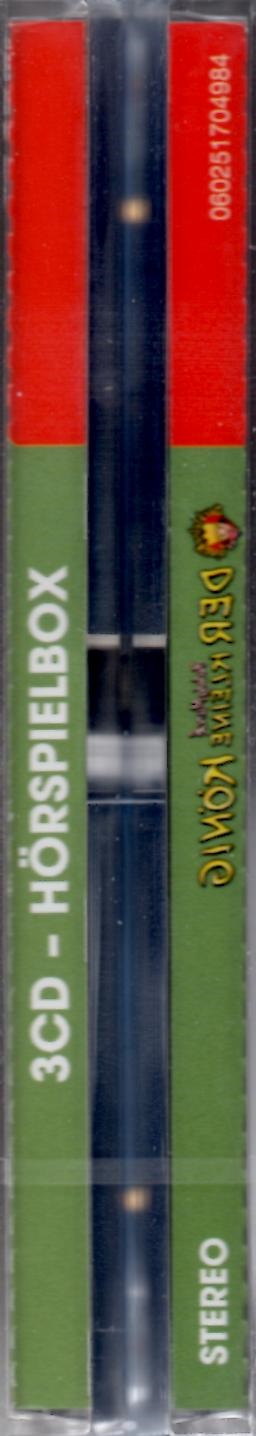 3CD - HÖRSPIELBOX
060251704984
DER KLEINE KÖNIG
STEREO